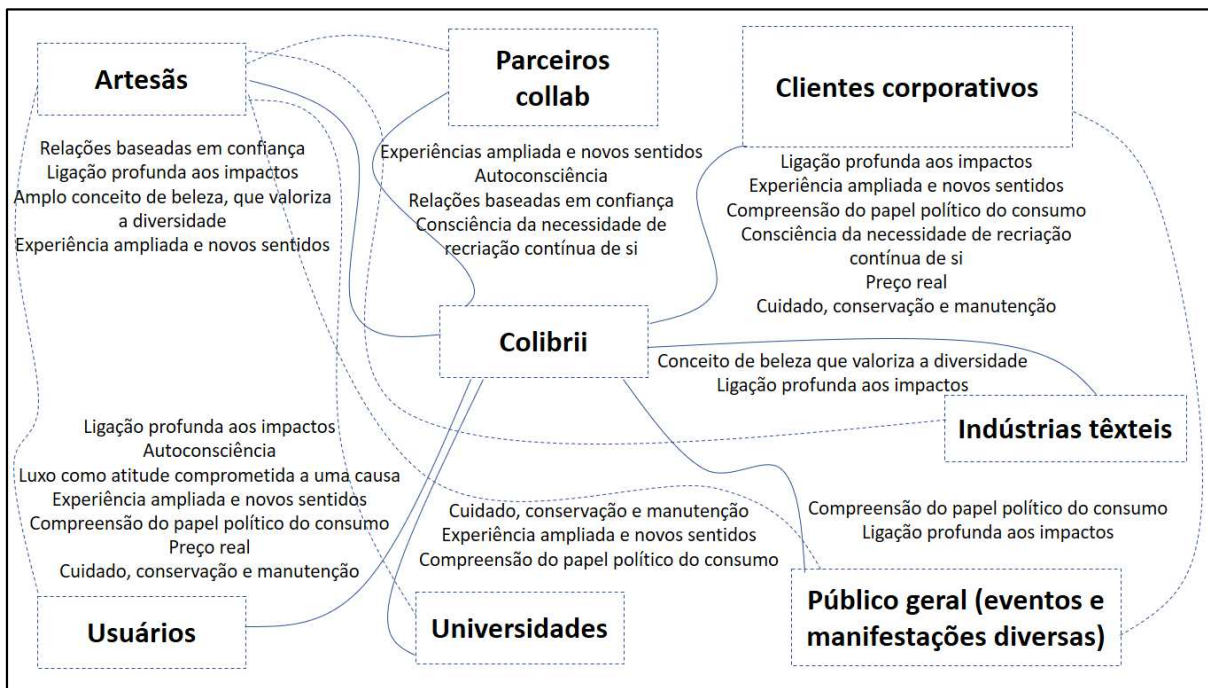 Artesãs
Relações baseadas em confiança
Ligação profunda aos impactos
Amplo conceito de beleza, que valoriza
a diversidade
Experiência ampliada e novos sentidos
Parceiros
collab
Experiências ampliada e novos sentidos
Autoconsciência
Relações baseadas em confiança
Consciência da necessidade de
recriação contínua de si
Clientes corporativos
Ligação profunda aos impactos
Experiência ampliada e novos sentidos
Compreensão do papel político do consumo
Consciência da necessidade de recriação
contínua de si
Preço real
Cuidado, conservação e manutenção
Colibrii
Conceito de beleza que valoriza a diversidade
Ligação profunda aos impactos
Indústrias têxteis
Ligação profunda aos impactos
Autoconsciência
Luxo como atitude comprometida a uma causa
Experiência ampliada e novos sentidos
Compreensão do papel político do consumo
Preço real
Cuidado, conservação e manutenção
Usuários
Cuidado, conservação e manutenção
Experiência ampliada e novos sentidos
Compreensão do papel político do consumo
Universidades
Compreensão do papel político do consumo
Ligação profunda aos impactos
Público geral (eventos e
manifestações diversas)